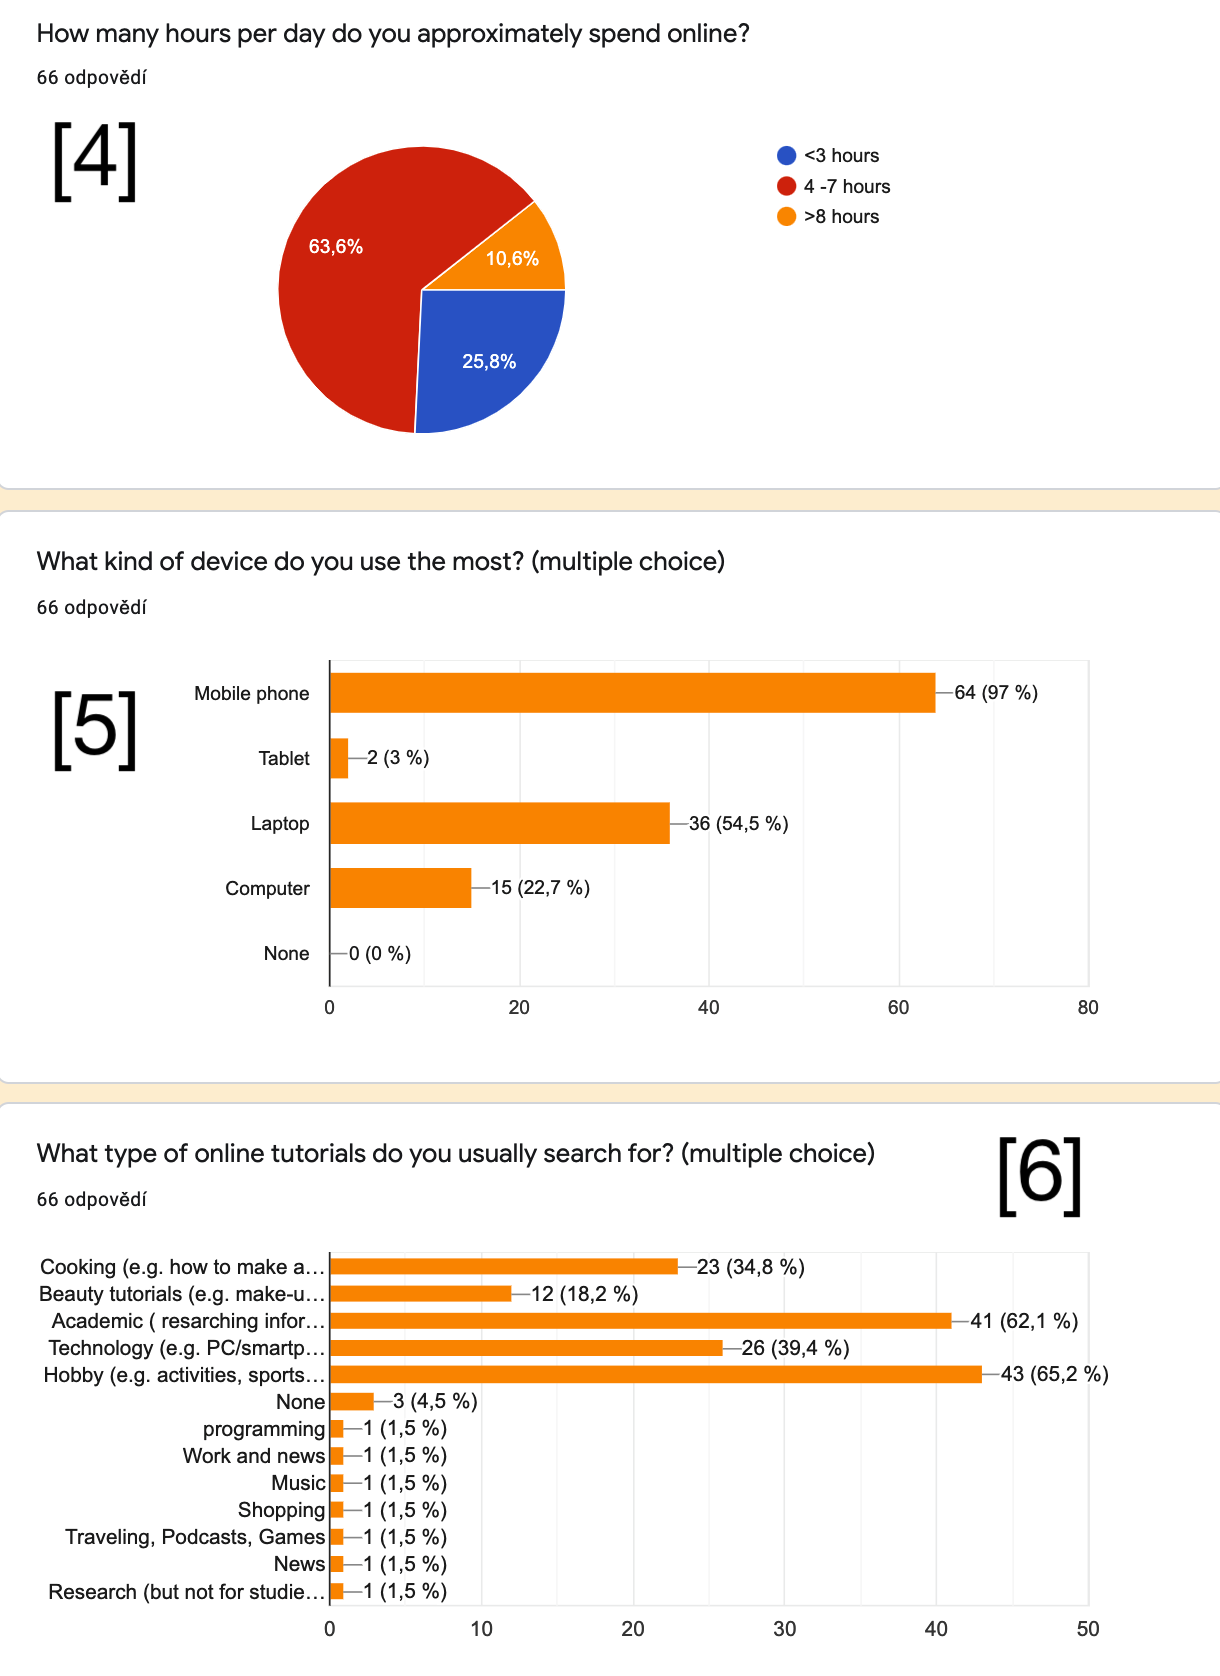 How many hours per day do you approximately spend online?
66 odpovědí
[4]
<3 hours
4 -7 hours
>8 hours
63,6%
10,6%
25,8%
What kind of device do you use the most? (multiple choice)
66 odpovědí
[5]
Mobile phone 64 (97 %)
Tablet 2 (3 %)
Laptop 36 (54,5 %)
Computer 15 (22,7 %)
None 0 (0 %)
0 20 40 60 80
What type of online tutorials do you usually search for? (multiple choice)
[6]
66 odpovědí
Cooking (e.g. how to make a... 23 (34,8 %)
Beauty tutorials (e.g. make-u... 12 (18,2 %)
Academic ( resarching infor... 41 (62,1 %)
Technology (e.g. PC/smartp... 26 (39,4 %)
Hobby (e.g. activities, sports... 43 (65,2 %)
None 3 (4,5 %)
programming 1 (1,5 %)
Work and news 1 (1,5 %)
Music 1 (1,5 %)
Shopping 1 (1,5 %)
Traveling, Podcasts, Games 1 (1,5 %)
News 1 (1,5 %)
Research (but not for studie... 1 (1,5 %)
0 10 20 30 40 50